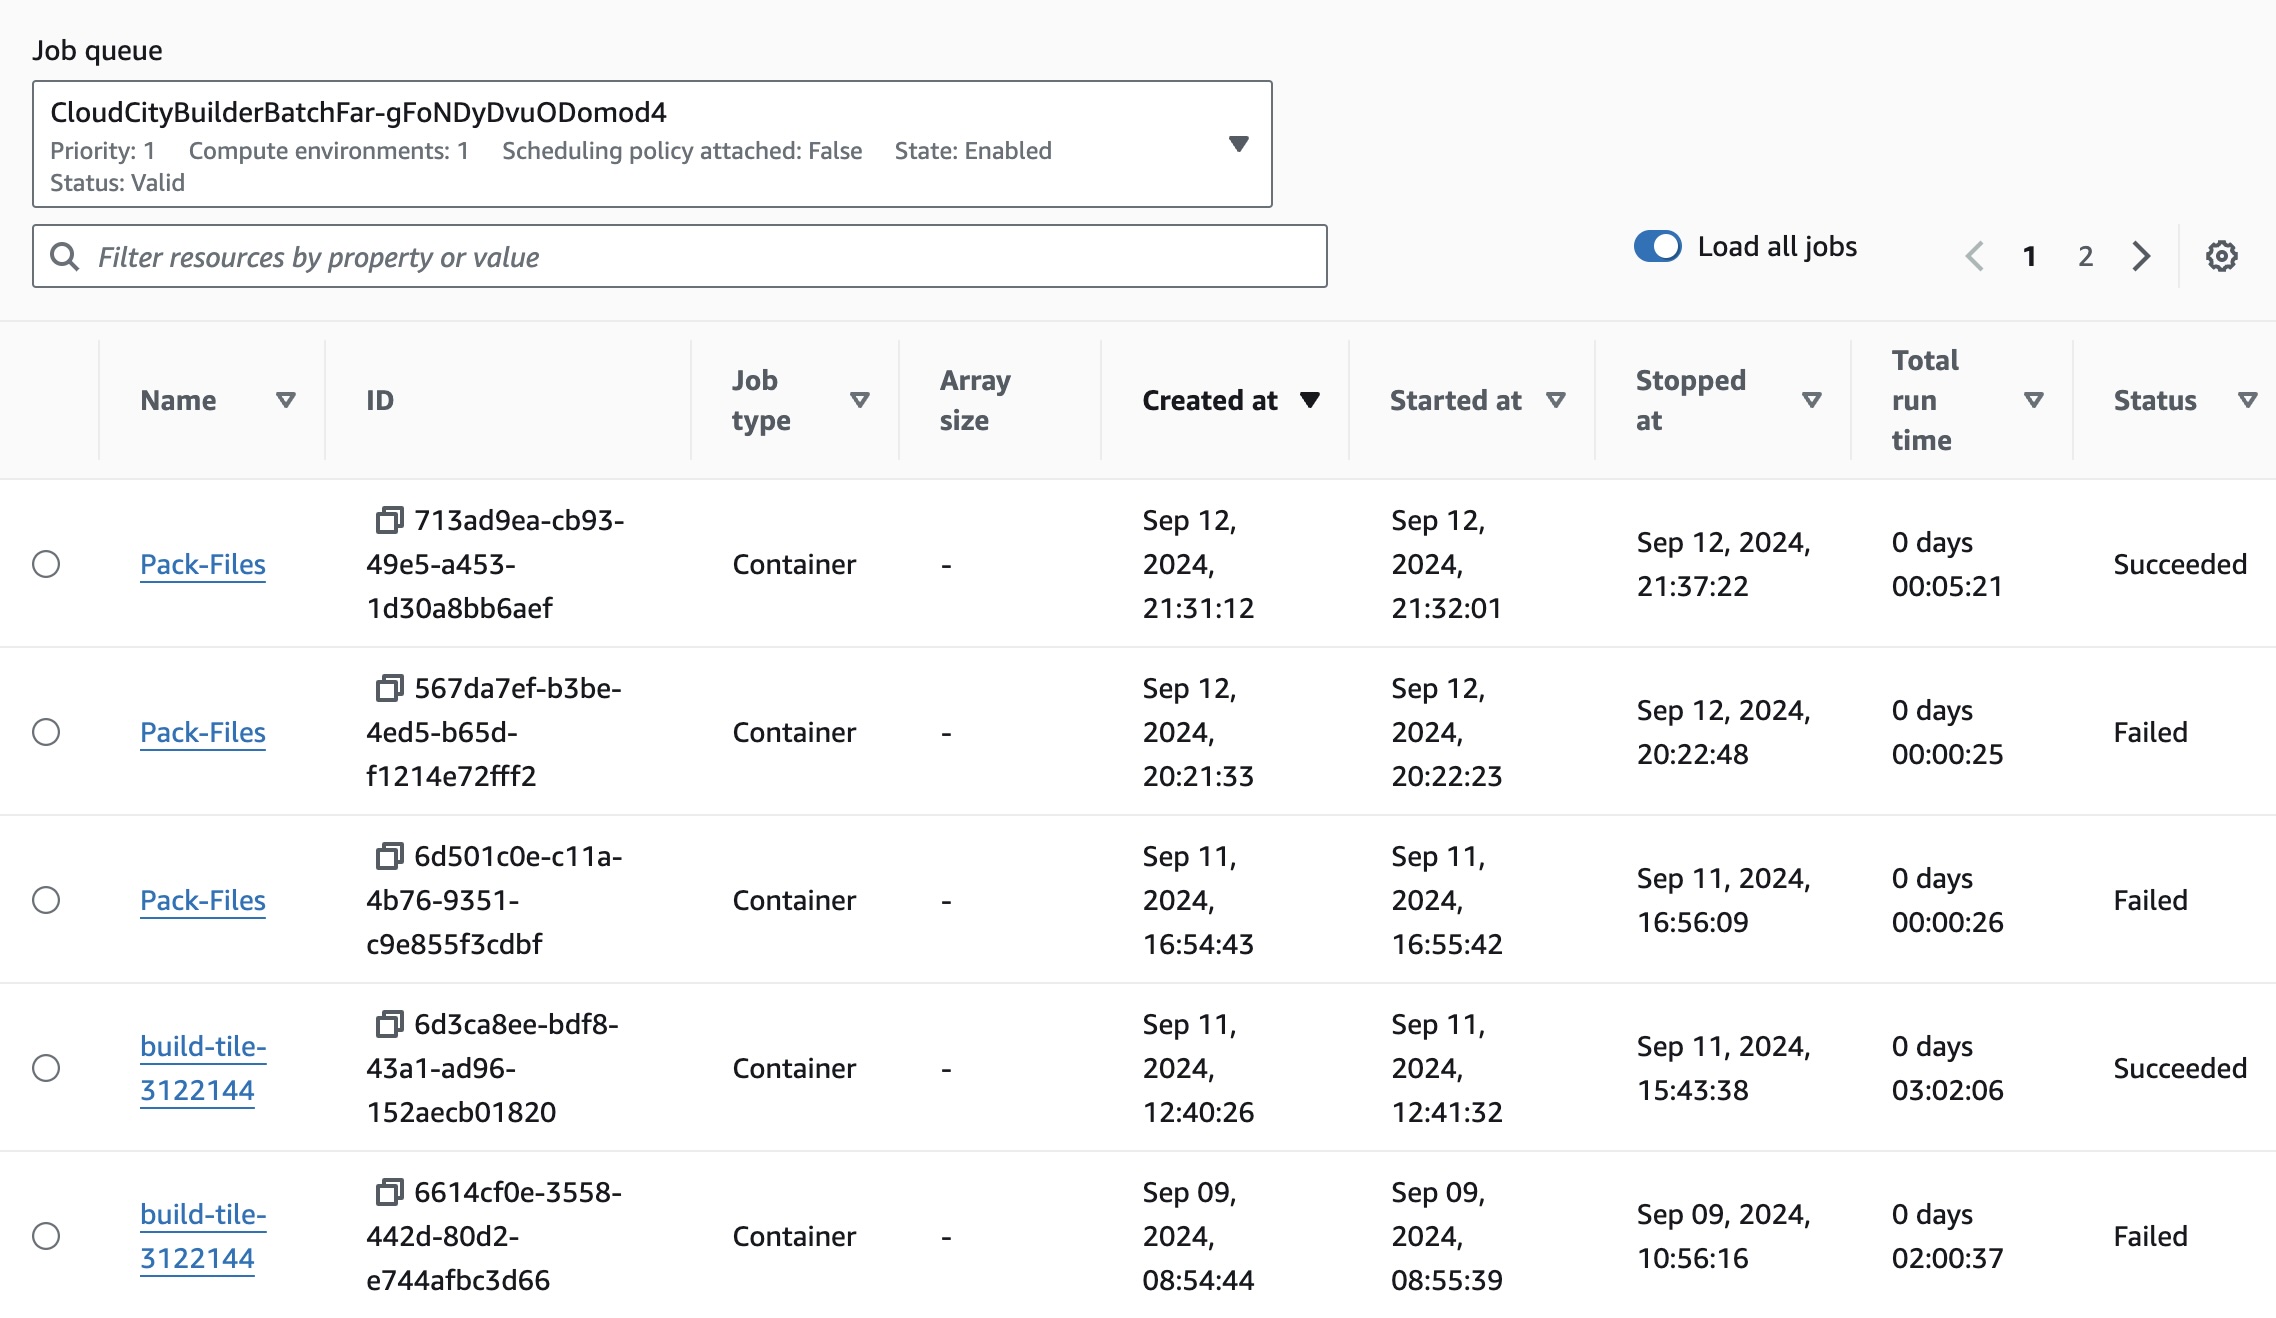 Job queue
CloudCityBuilderBatchFar-gFoNDyDvuODomod4
Priority: 1 Compute environments: 1 Scheduling policy attached: False State: Enabled
Status: Valid
Filter resources by property or value
Load all jobs
1 2
Name
ID
Job
type
Array
size
Created at
Started at
Stopped
at
Total
run
time
Status
Pack-Files
713ad9ea-cb93-
49e5-a453-
1d30a8bb6aef
Container
-
Sep 12,
2024,
21:31:12
Sep 12,
2024,
21:32:01
Sep 12, 2024,
21:37:22
0 days
00:05:21
Succeeded
Pack-Files
567da7ef-b3be-
4ed5-b65d-
f1214e72fff2
Container
-
Sep 12,
2024,
20:21:33
Sep 12,
2024,
20:22:23
Sep 12, 2024,
20:22:48
0 days
00:00:25
Failed
Pack-Files
6d501c0e-c11a-
4b76-9351-
c9e855f3cdbf
Container
-
Sep 11,
2024,
16:54:43
Sep 11,
2024,
16:55:42
Sep 11, 2024,
16:56:09
0 days
00:00:26
Failed
build-tile-
3122144
6d3ca8ee-bdf8-
43a1-ad96-
152aecb01820
Container
-
Sep 11,
2024,
12:40:26
Sep 11,
2024,
12:41:32
Sep 11, 2024,
15:43:38
0 days
03:02:06
Succeeded
build-tile-
3122144
6614cf0e-3558-
442d-80d2-
e744afbc3d66
Container
-
Sep 09,
2024,
08:54:44
Sep 09,
2024,
08:55:39
Sep 09, 2024,
10:56:16
0 days
02:00:37
Failed